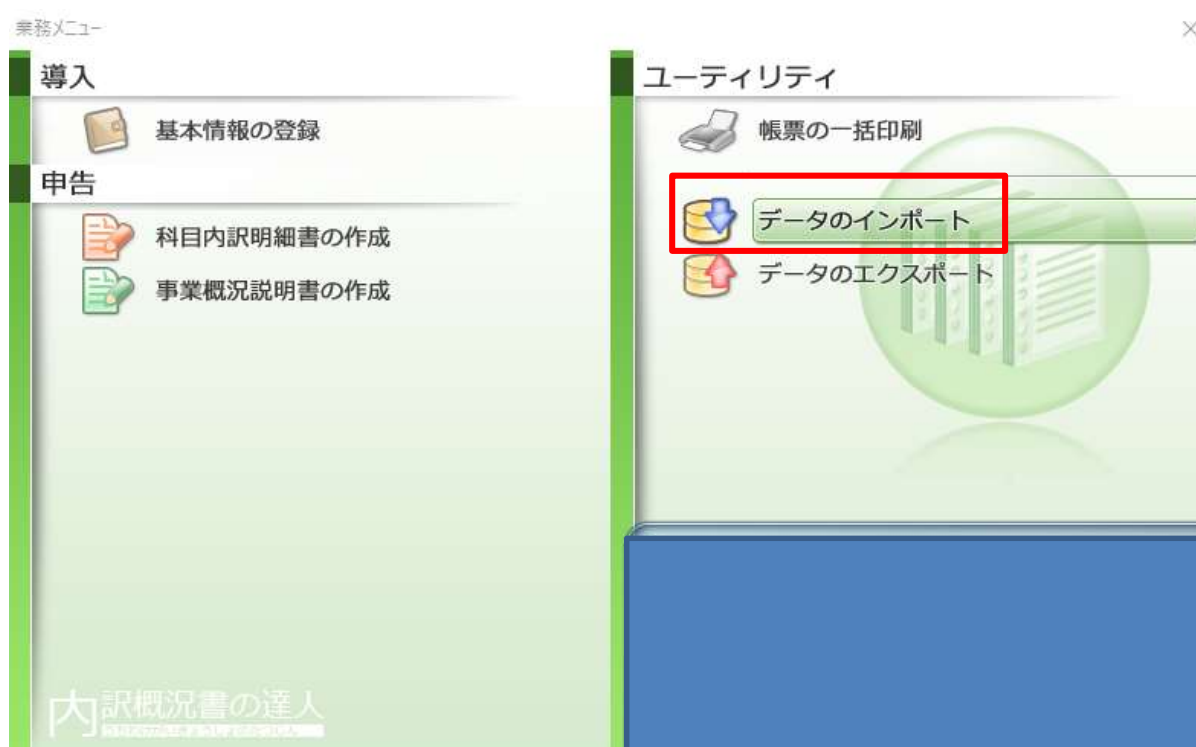 業務メニュー
導入
基本情報の登録
申告
科目内訳明細書の作成
事業概況説明書の作成
内訳概況書の達人
ユーティリティ
帳票の一括印刷
データのインポート
データのエクスポート